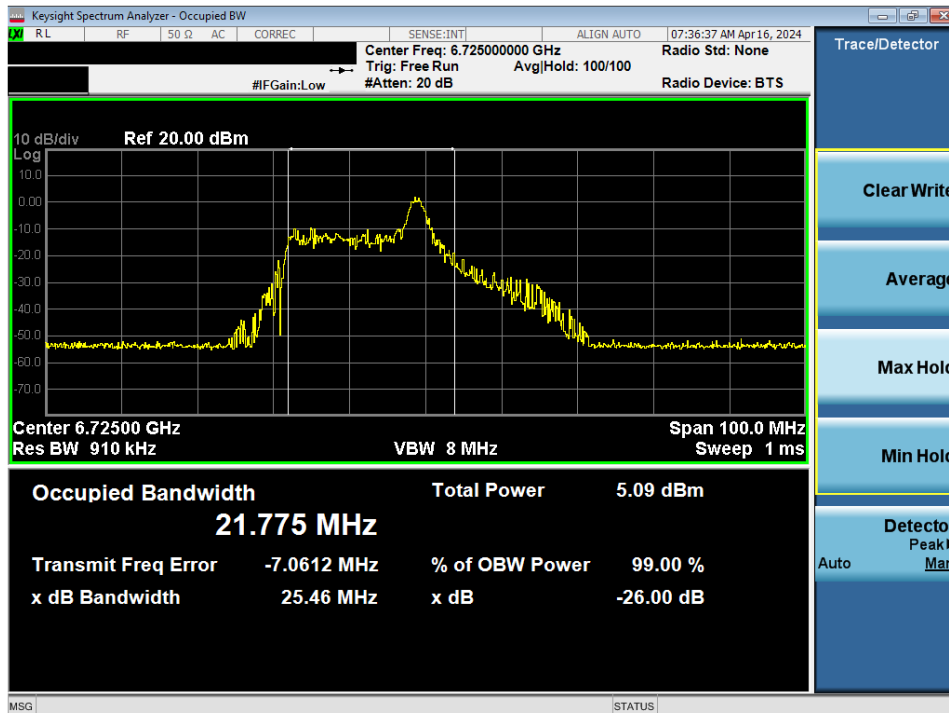 Keysight Spectrum Analyzer - Occupied BW
LXI RL RF 50 Ω AC CORREC SENSE:INT ALIGN AUTO 07:36:37 AM Apr 16, 2024
Center Freq: 6.725000000 GHz Radio Std: None
Trig: Free Run Avg|Hold: 100/100
#IFGain:Low #Atten: 20 dB Radio Device: BTS
Trace/Detector
10 dB/div Ref 20.00 dBm
Log
10.0
0.00
-10.0
-20.0
-30.0
-40.0
-50.0
-60.0
-70.0
Center 6.72500 GHz Span 100.0 MHz
Res BW 910 kHz VBW 8 MHz Sweep 1 ms
Occupied Bandwidth Total Power 5.09 dBm
21.775 MHz
Transmit Freq Error -7.0612 MHz % of OBW Power 99.00 %
x dB Bandwidth 25.46 MHz x dB -26.00 dB
Clear Write
Average
Max Hold
Min Hold
Detecto
Peak
Auto Man
MSG STATUS